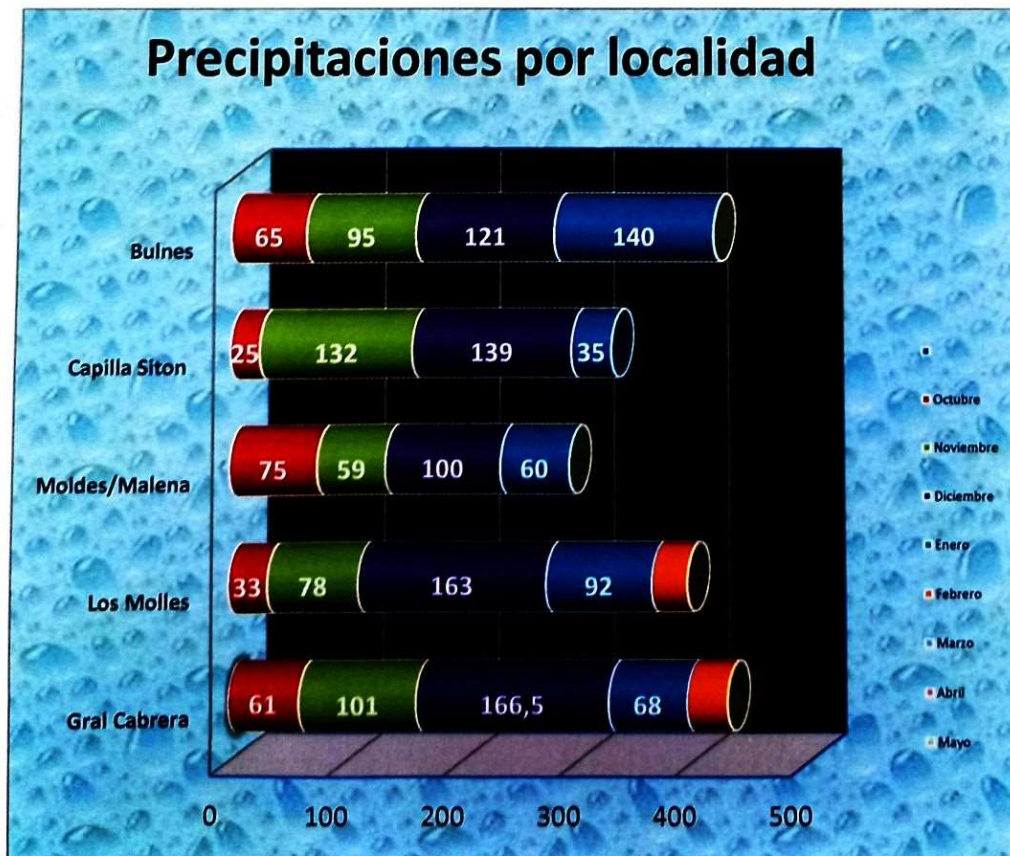 Precipitaciones por localidad
Bulnes
65 95 121 140
Capilla Siton
25 132 139 35
Moldes/Malena
75 59 100 60
Los Molles
33 78 163 92
Gral Cabrera
61 101 166,5 68
0 100 200 300 400 500
Octubre
Noviembre
Diciembre
Enero
Febrero
Marzo
Abril
Mayo